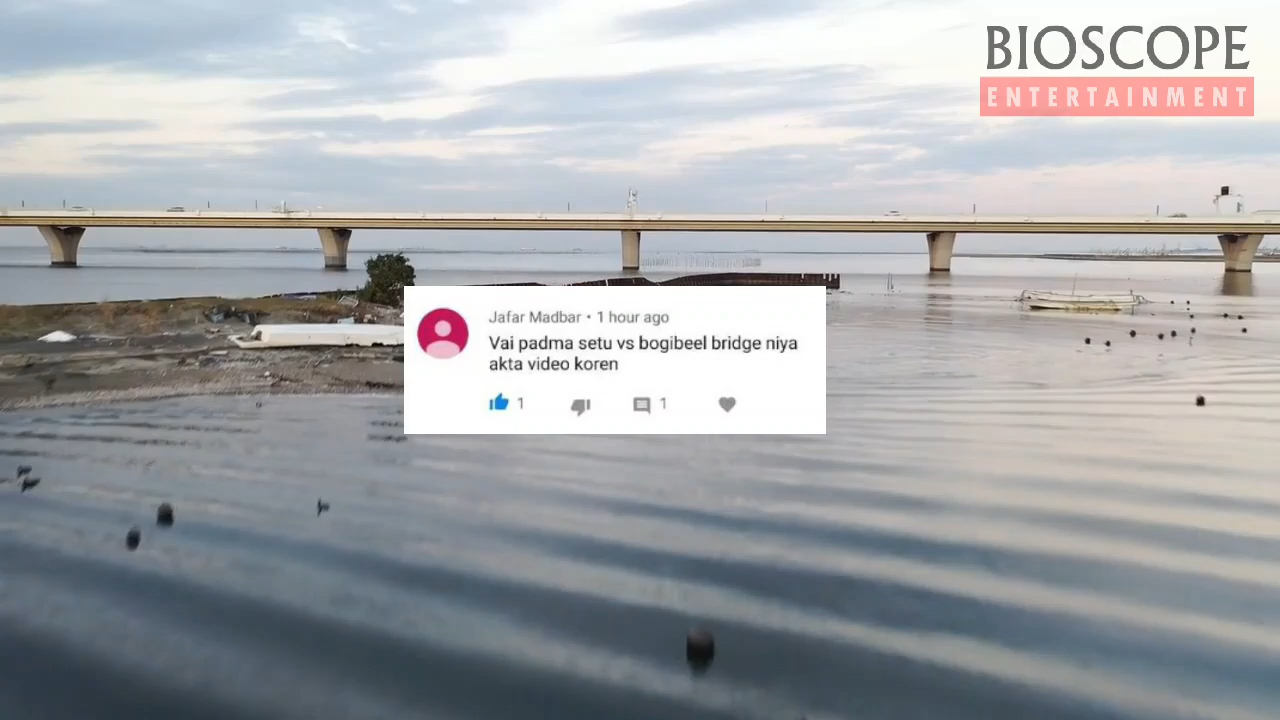 BIOSCOPE
ENTERTAINMENT
Jafar Madbar • 1 hour ago
Vai padma setu vs bogibeel bridge niya
akta video koren
1
1